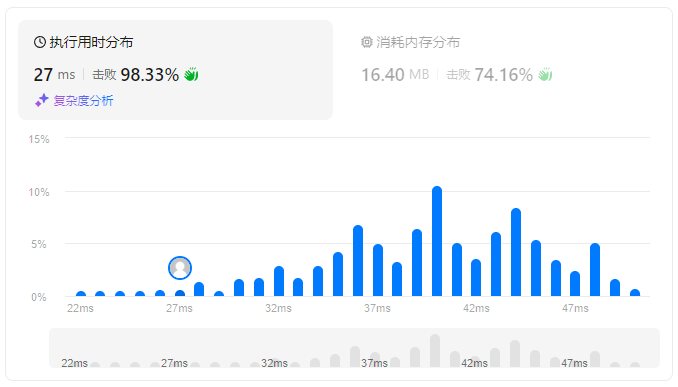 执行用时分布
27 ms 击败 98.33%
复杂度分析
消耗内存分布
16.40 MB 击败 74.16%
15%
10%
5%
0%
22ms 27ms 32ms 37ms 42ms 47ms
22ms 27ms 32ms 37ms 42ms 47ms